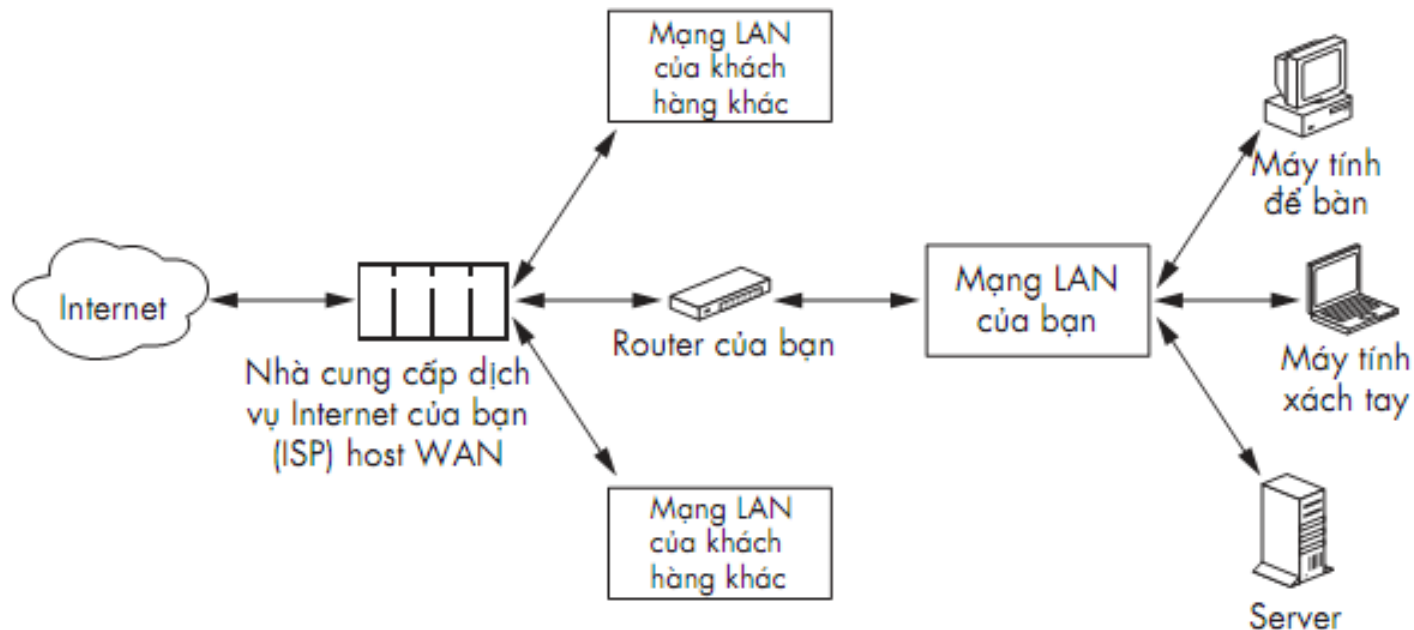 Mạng LAN
của khách
hàng khác
Internet
Nhà cung cấp dịch
vụ Internet của bạn
(ISP) host WAN
Router của bạn
Mạng LAN
của khách
hàng khác
Mạng LAN
của bạn
Máy tính
để bàn
Máy tính
xách tay
Server